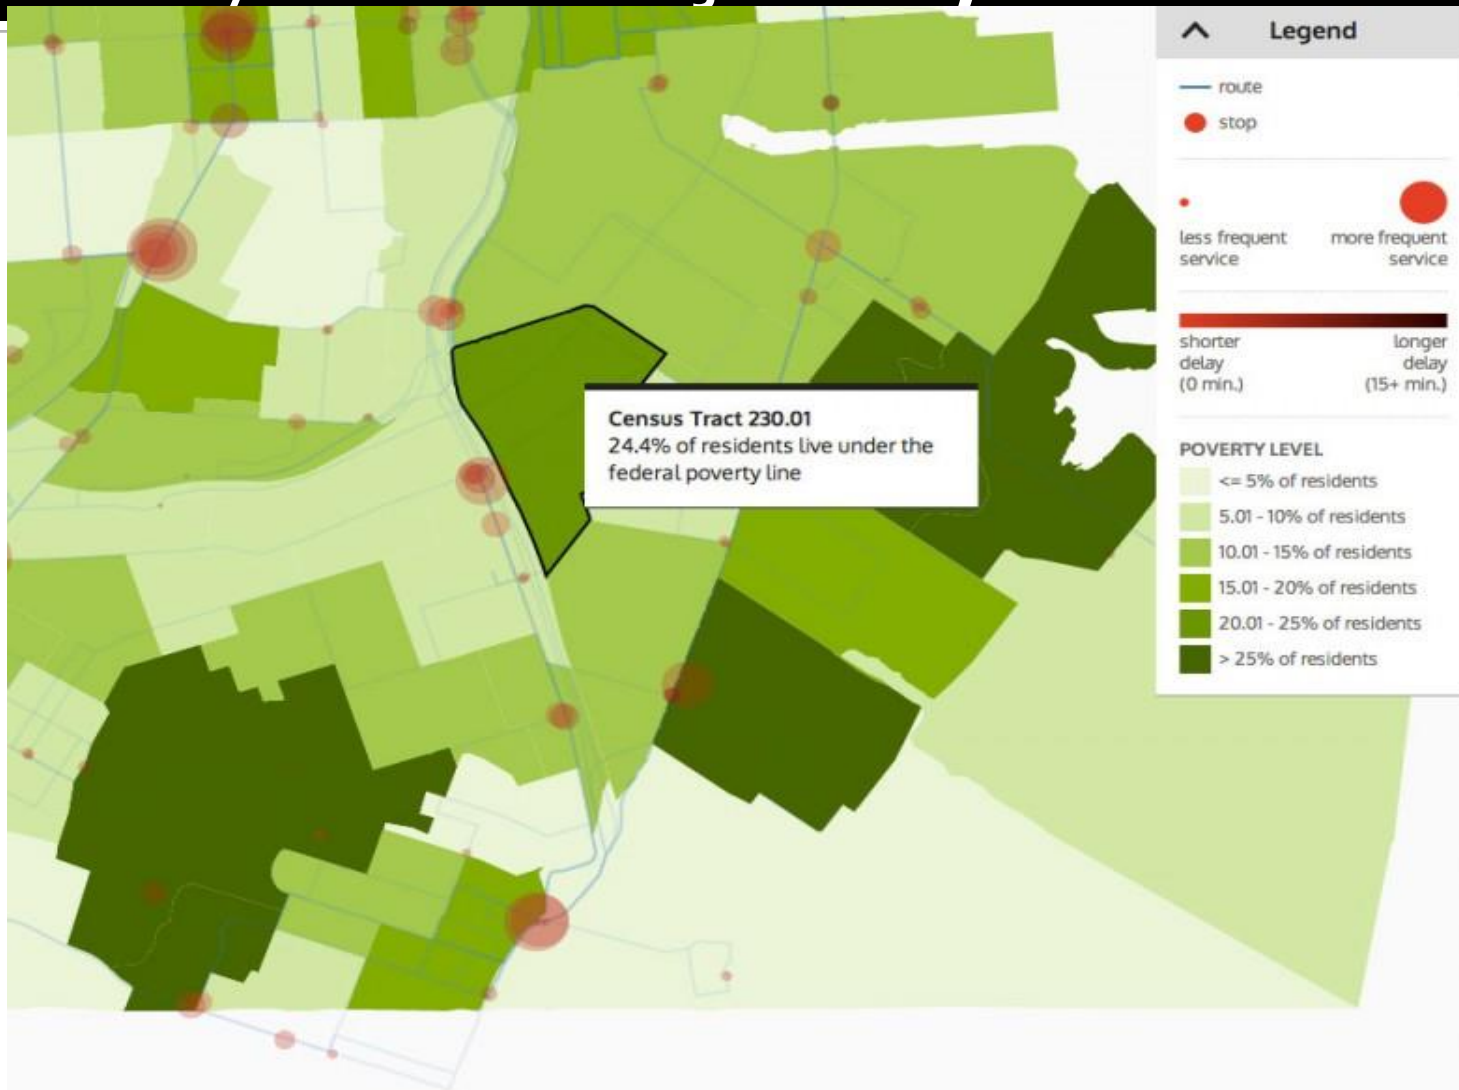 Legend
route
stop
less frequent
service
more frequent
service
shorter
delay
(0 min.)
longer
delay
(15+ min.)
POVERTY LEVEL
<= 5% of residents
5.01 - 10% of residents
10.01 - 15% of residents
15.01 - 20% of residents
20.01 - 25% of residents
> 25% of residents
Census Tract 230.01
24.4% of residents live under the
federal poverty line